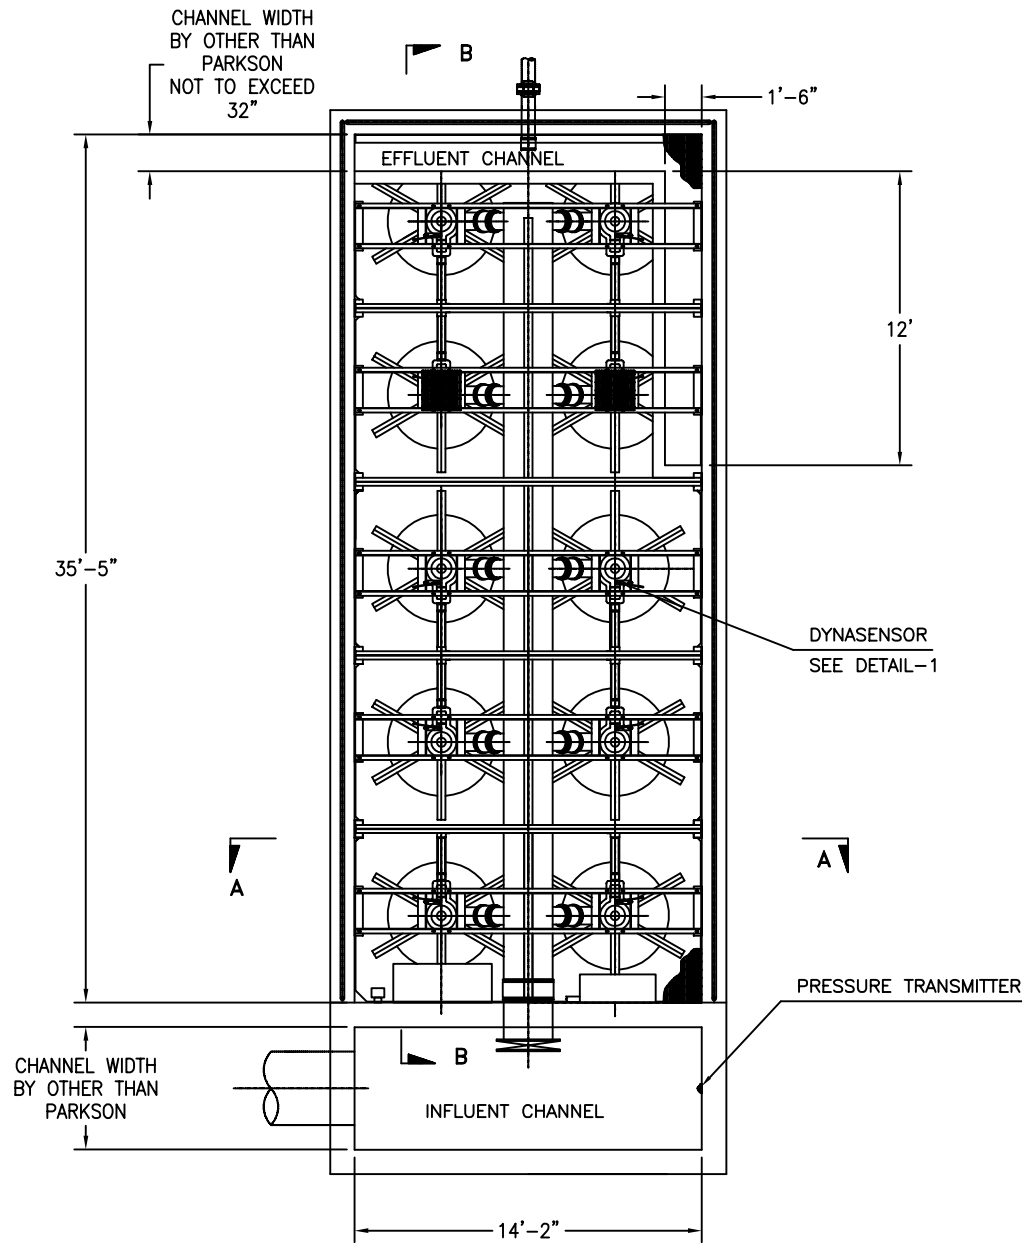 CHANNEL WIDTH
BY OTHER THAN
PARKSON
NOT TO EXCEED
32"
B
1'-6"
EFFLUENT CHANNEL
12'
35'-5"
DYNASENSOR
SEE DETAIL-1
A
A
PRESSURE TRANSMITTER
CHANNEL WIDTH
BY OTHER THAN
PARKSON
B
INFLUENT CHANNEL
14'-2"